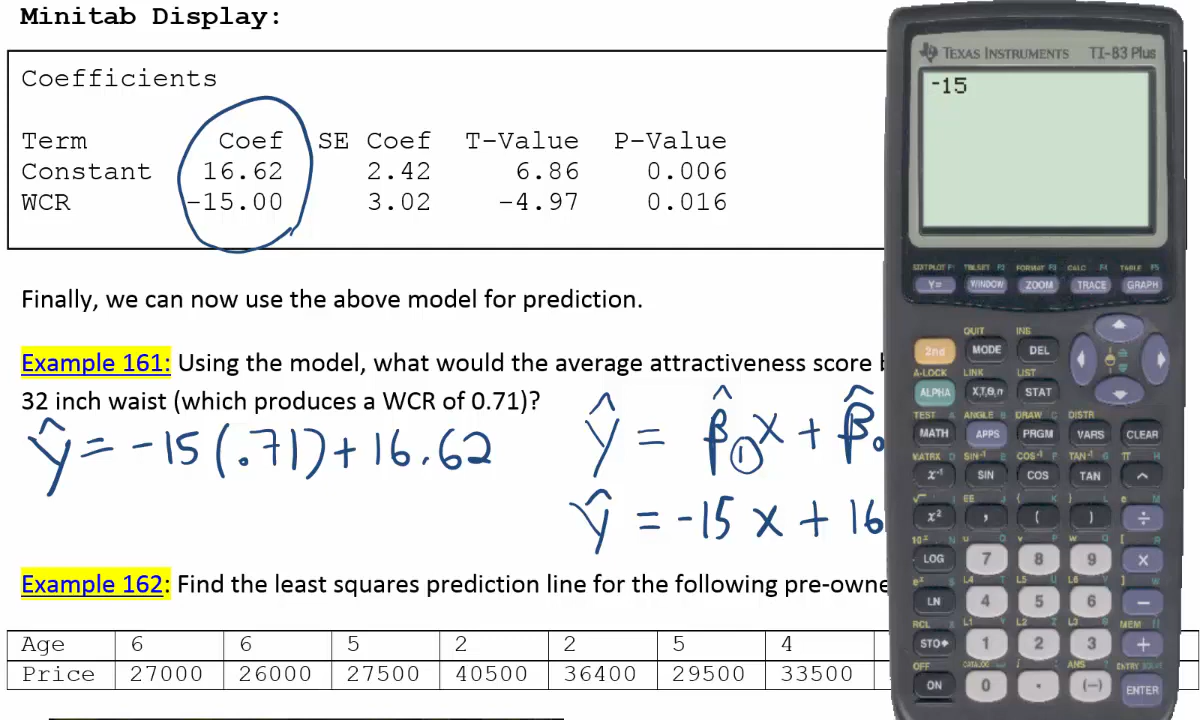 Minitab Display:
Coefficients
Term Coef SE Coef T-Value P-Value
Constant 16.62 2.42 6.86 0.006
WCR -15.00 3.02 -4.97 0.016
Finally, we can now use the above model for prediction.
Example 161: Using the model, what would the average attractiveness score
32 inch waist (which produces a WCR of 0.71)?
ŷ = -15(.71)+16.62
ŷ = β̂₁x + β̂₀
ŷ = -15x + 16
Example 162: Find the least squares prediction line for the following pre-owne
Age 6 6 5 2 2 5 4
Price 27000 26000 27500 40500 36400 29500 33500
TEXAS INSTRUMENTS TI-83 Plus
-15
STATPLOT F1 TBLSET F2 FORMAT F3 CALC F4 TABLE F5
Y= WINDOW ZOOM TRACE GRAPH
QUIT INS
2nd MODE DEL
A-LOCK LINK LIST
ALPHA X,T,θ,n STAT
TEST A ANGLE B DRAW C DISTR
MATH APPS PRGM VARS CLEAR
MATRX D SIN⁻¹ E COS⁻¹ F TAN⁻¹ G π H
x⁻¹ SIN COS TAN ^
√ I EE J { K } L e M
x² , ( ) ÷
10ˣ N u O v P w Q [ R
LOG 7 8 9 ×
eˣ S L4 T L5 U L6 V ] W
LN 4 5 6 −
RCL X L1 Y L2 Z L3 θ MEM "
STO▸ 1 2 3 +
OFF CATALOG i : ANS ? ENTRY SOLVE
ON 0 . (−) ENTER